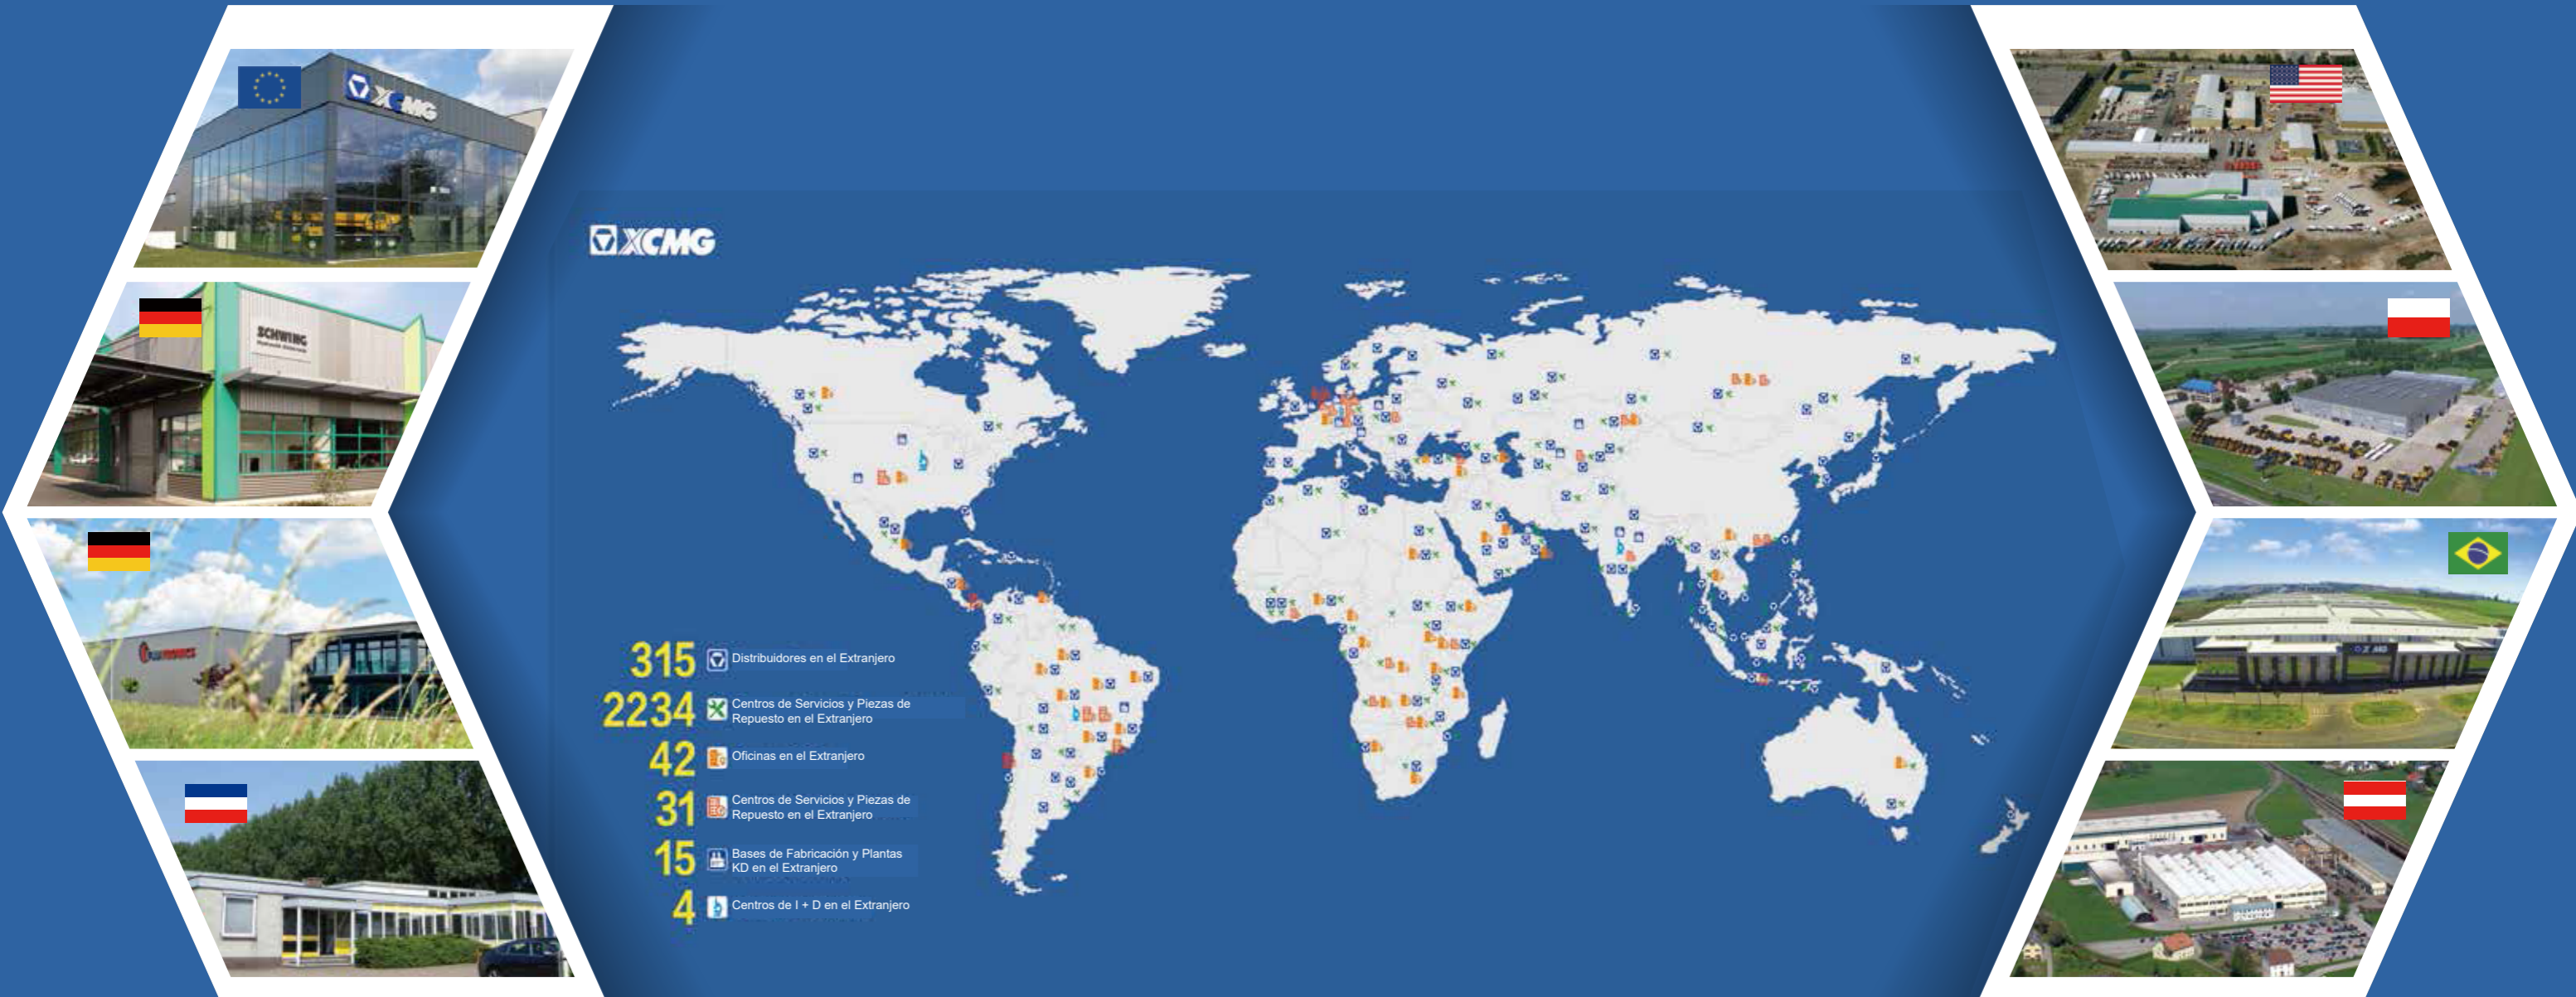 XCMG
SCHWING
XCMG
315
Distribuidores en el Extranjero
2234
Centros de Servicios y Piezas de
Repuesto en el Extranjero
42
Oficinas en el Extranjero
31
Centros de Servicios y Piezas de
Repuesto en el Extranjero
15
Bases de Fabricación y Plantas
KD en el Extranjero
4
Centros de I + D en el Extranjero